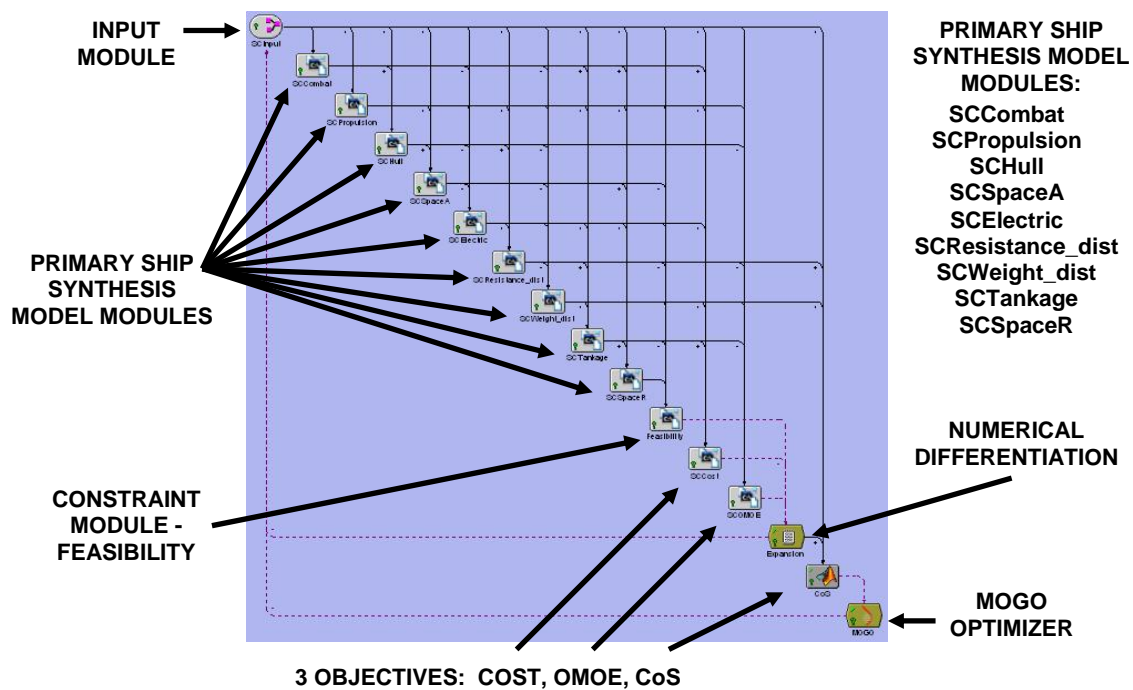 INPUT
MODULE
SCInput
SCCombat
SCPropulsion
SCHull
SCSpaceA
SCElectric
SCResistance_dist
SCWeight_dist
SCTankage
SCSpaceR
Feasibility
SCCost
SCOMOE
Expansion
CoS
MOGO
PRIMARY SHIP
SYNTHESIS
MODEL MODULES
CONSTRAINT
MODULE -
FEASIBILITY
3 OBJECTIVES: COST, OMOE, CoS
PRIMARY SHIP
SYNTHESIS MODEL
MODULES:
SCCombat
SCPropulsion
SCHull
SCSpaceA
SCElectric
SCResistance_dist
SCWeight_dist
SCTankage
SCSpaceR
NUMERICAL
DIFFERENTIATION
MOGO
OPTIMIZER